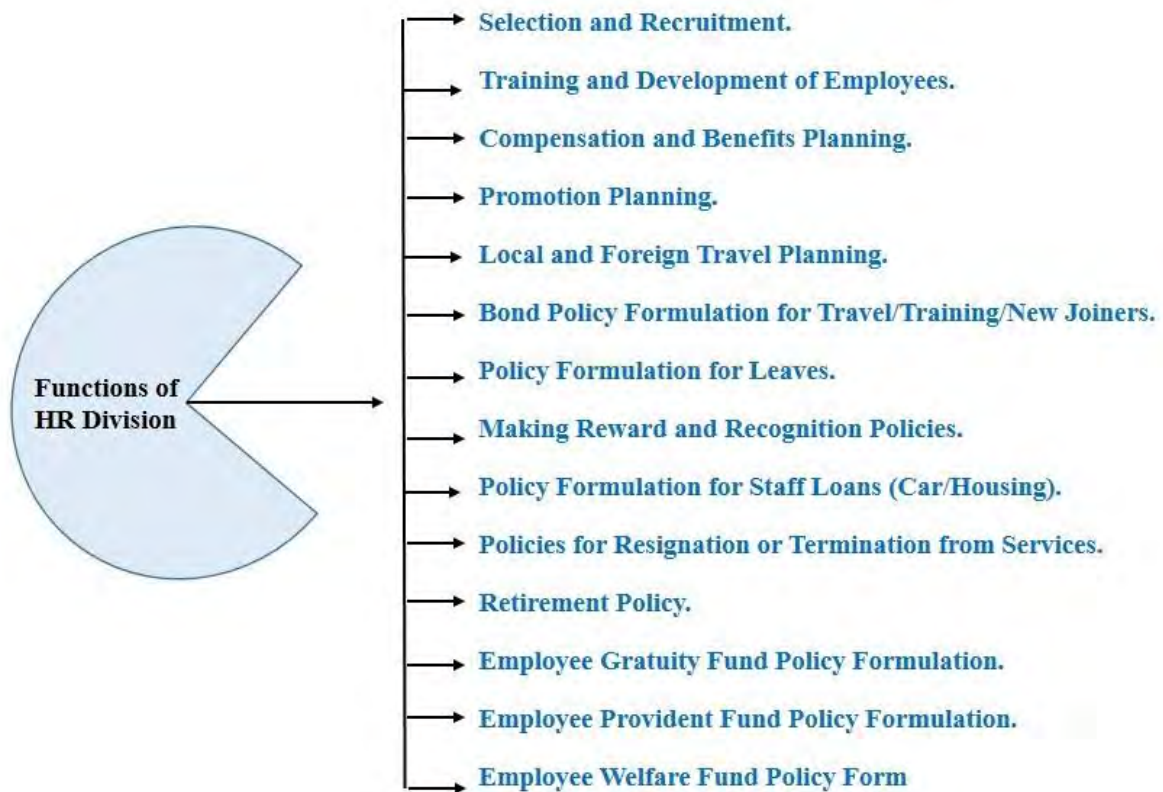 Selection and Recruitment.
Training and Development of Employees.
Compensation and Benefits Planning.
Promotion Planning.
Local and Foreign Travel Planning.
Bond Policy Formulation for Travel/Training/New Joiners.
Policy Formulation for Leaves.
Functions of
HR Division
Making Reward and Recognition Policies.
Policy Formulation for Staff Loans (Car/Housing).
Policies for Resignation or Termination from Services.
Retirement Policy.
Employee Gratuity Fund Policy Formulation.
Employee Provident Fund Policy Formulation.
Employee Welfare Fund Policy Form